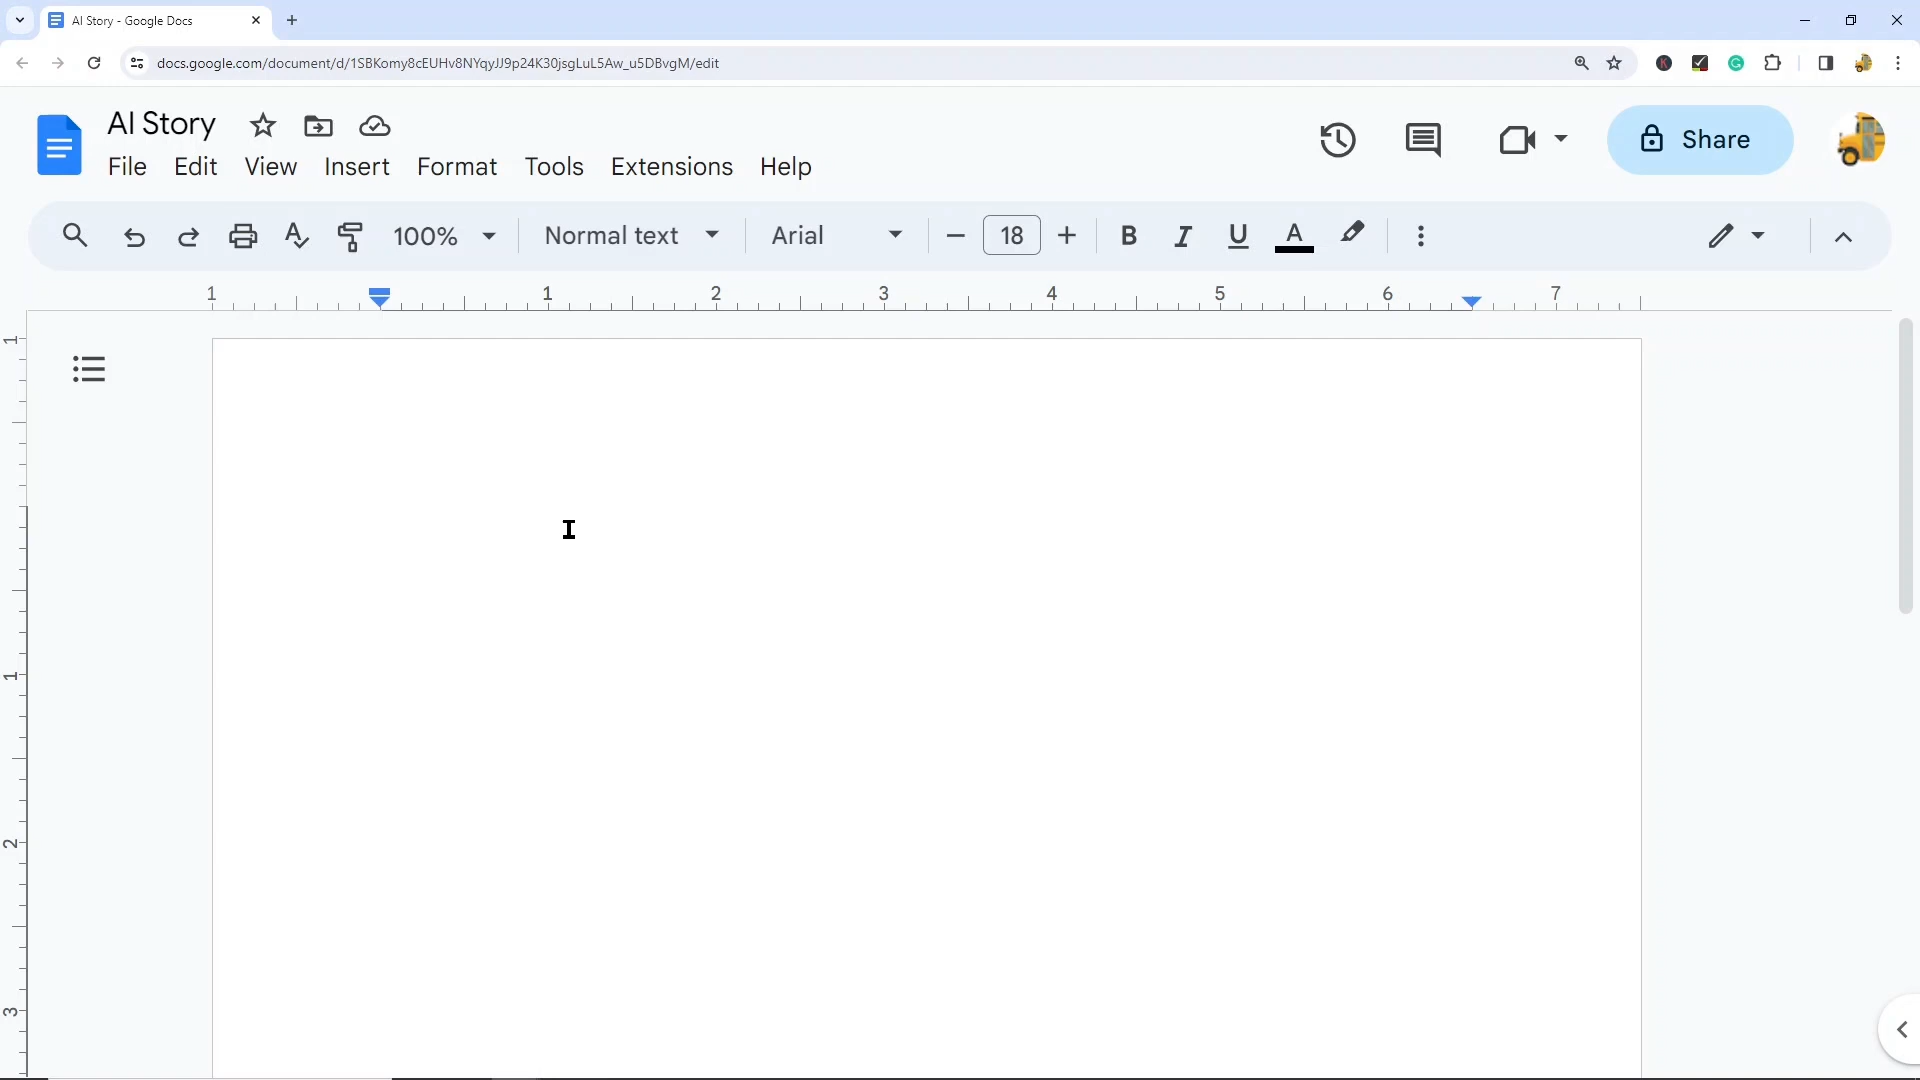 AI Story - Google Docs
docs.google.com/document/d/1SBKomy8cEUHv8NYqyJJ9p24K30jsgLuL5Aw_u5DBvgM/edit
AI Story
File Edit View Insert Format Tools Extensions Help
Share
100% Normal text Arial 18 B I U A
1 1 2 3 4 5 6 7
1
1
2
3